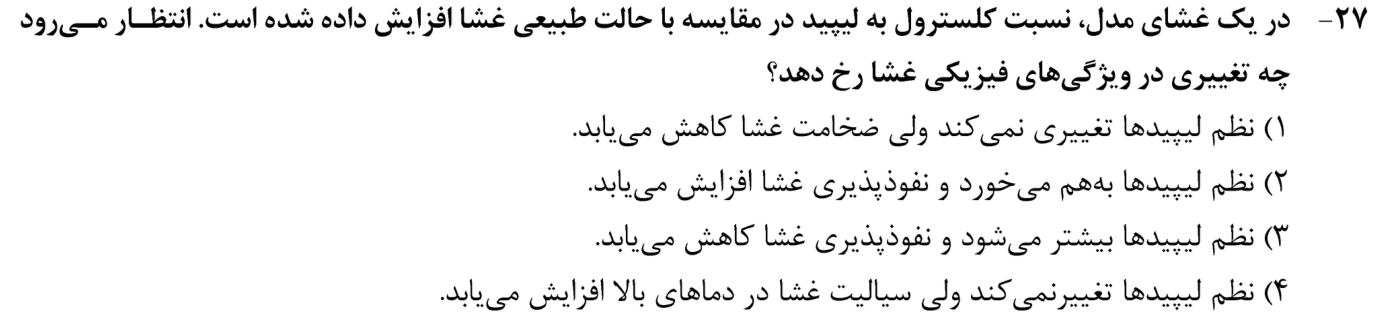 ۲۷- در یک غشای مدل، نسبت کلسترول به لیپید در مقایسه با حالت طبیعی غشا افزایش داده شده است. انتظار می‌رود
چه تغییری در ویژگی‌های فیزیکی غشا رخ دهد؟
۱) نظم لیپیدها تغییری نمی‌کند ولی ضخامت غشا کاهش می‌یابد.
۲) نظم لیپیدها به‌هم می‌خورد و نفوذپذیری غشا افزایش می‌یابد.
۳) نظم لیپیدها بیشتر می‌شود و نفوذپذیری غشا کاهش می‌یابد.
۴) نظم لیپیدها تغییرنمی‌کند ولی سیالیت غشا در دماهای بالا افزایش می‌یابد.